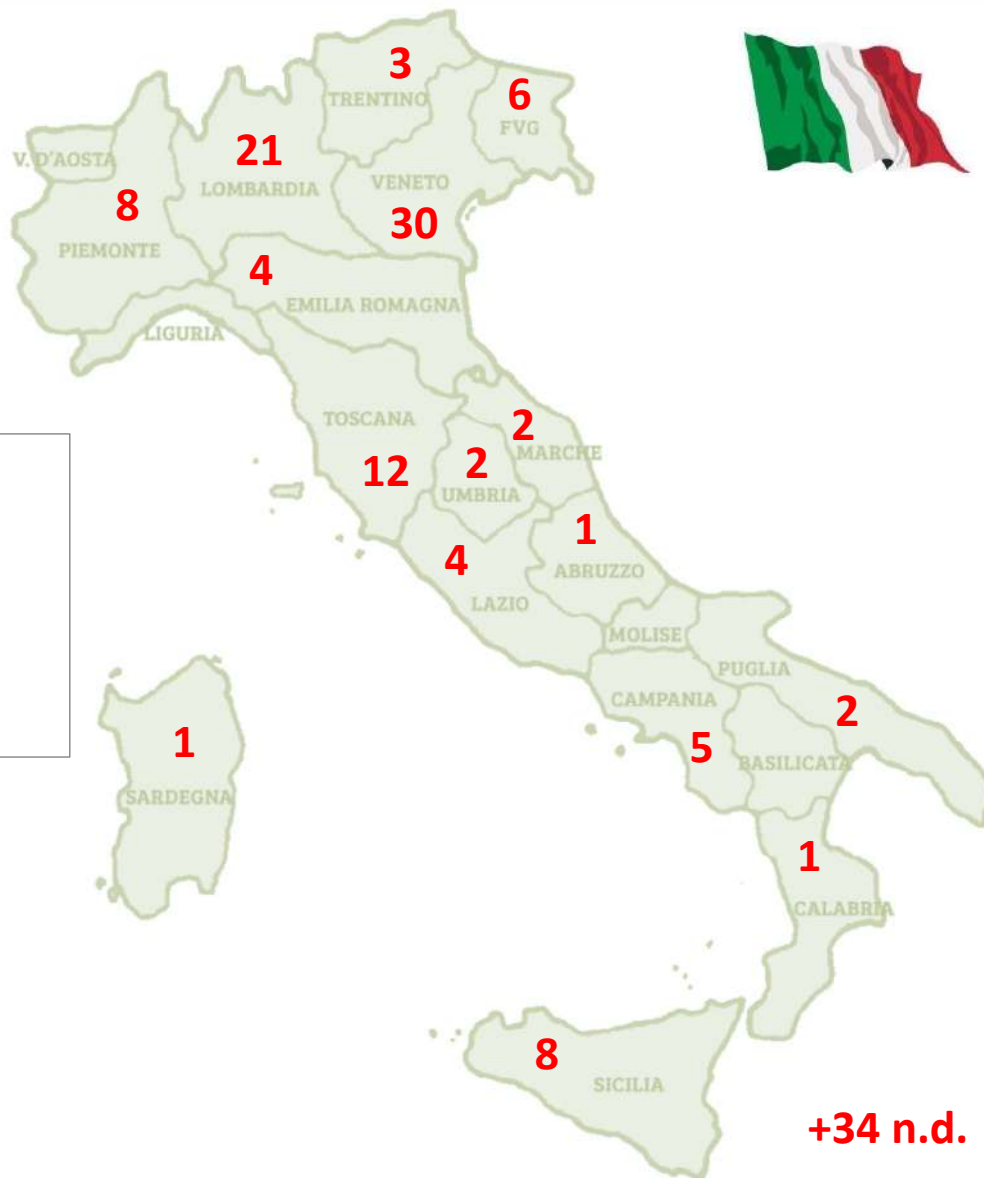 3
TRENTINO
6
FVG
21
LOMBARDIA
V. D'AOSTA
VENETO
30
8
PIEMONTE
4
EMILIA ROMAGNA
LIGURIA
TOSCANA
12
2
MARCHE
2
UMBRIA
1
ABRUZZO
4
LAZIO
MOLISE
PUGLIA
2
CAMPANIA
5
BASILICATA
1
SARDEGNA
1
CALABRIA
8
SICILIA
+34 n.d.